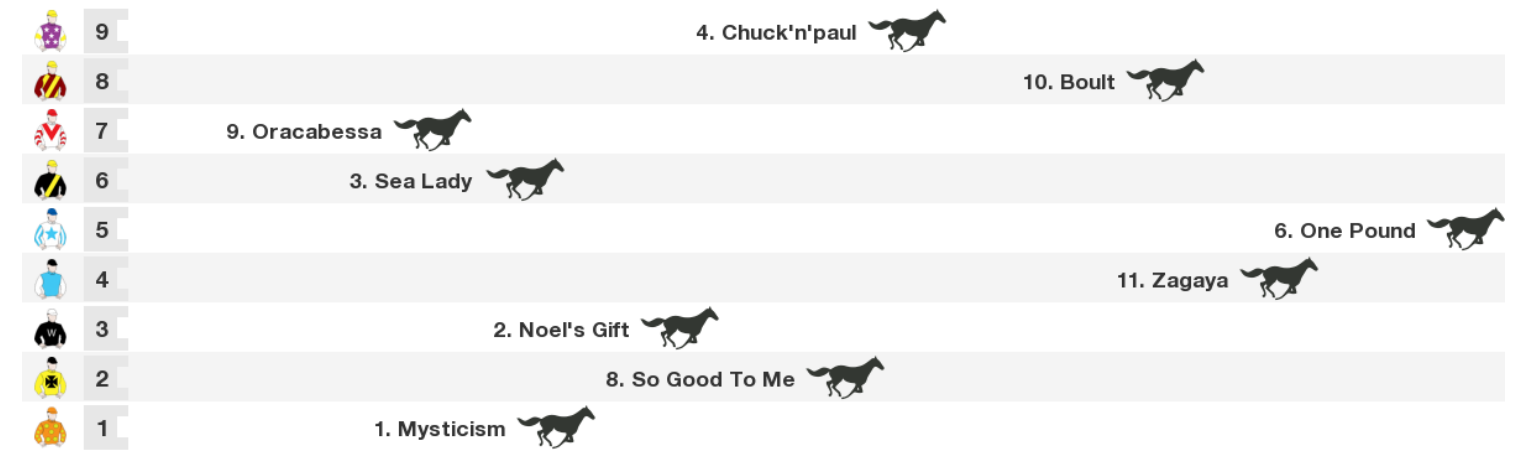 9 4. Chuck'n'paul
8 10. Boult
7 9. Oracabessa
6 3. Sea Lady
5 6. One Pound
4 11. Zagaya
W 3 2. Noel's Gift
2 8. So Good To Me
1 1. Mysticism